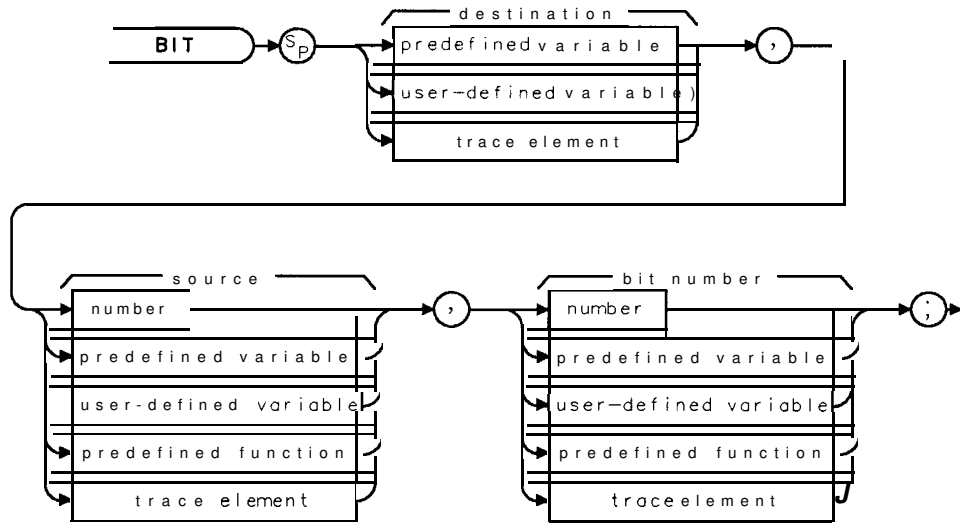 destination
BIT SP predefined variable ,
(user-defined variable)
trace element
source
bit number
number , number ;
predefined variable predefined variable
user-defined variable user-defined variable
predefined function predefined function
trace element trace element